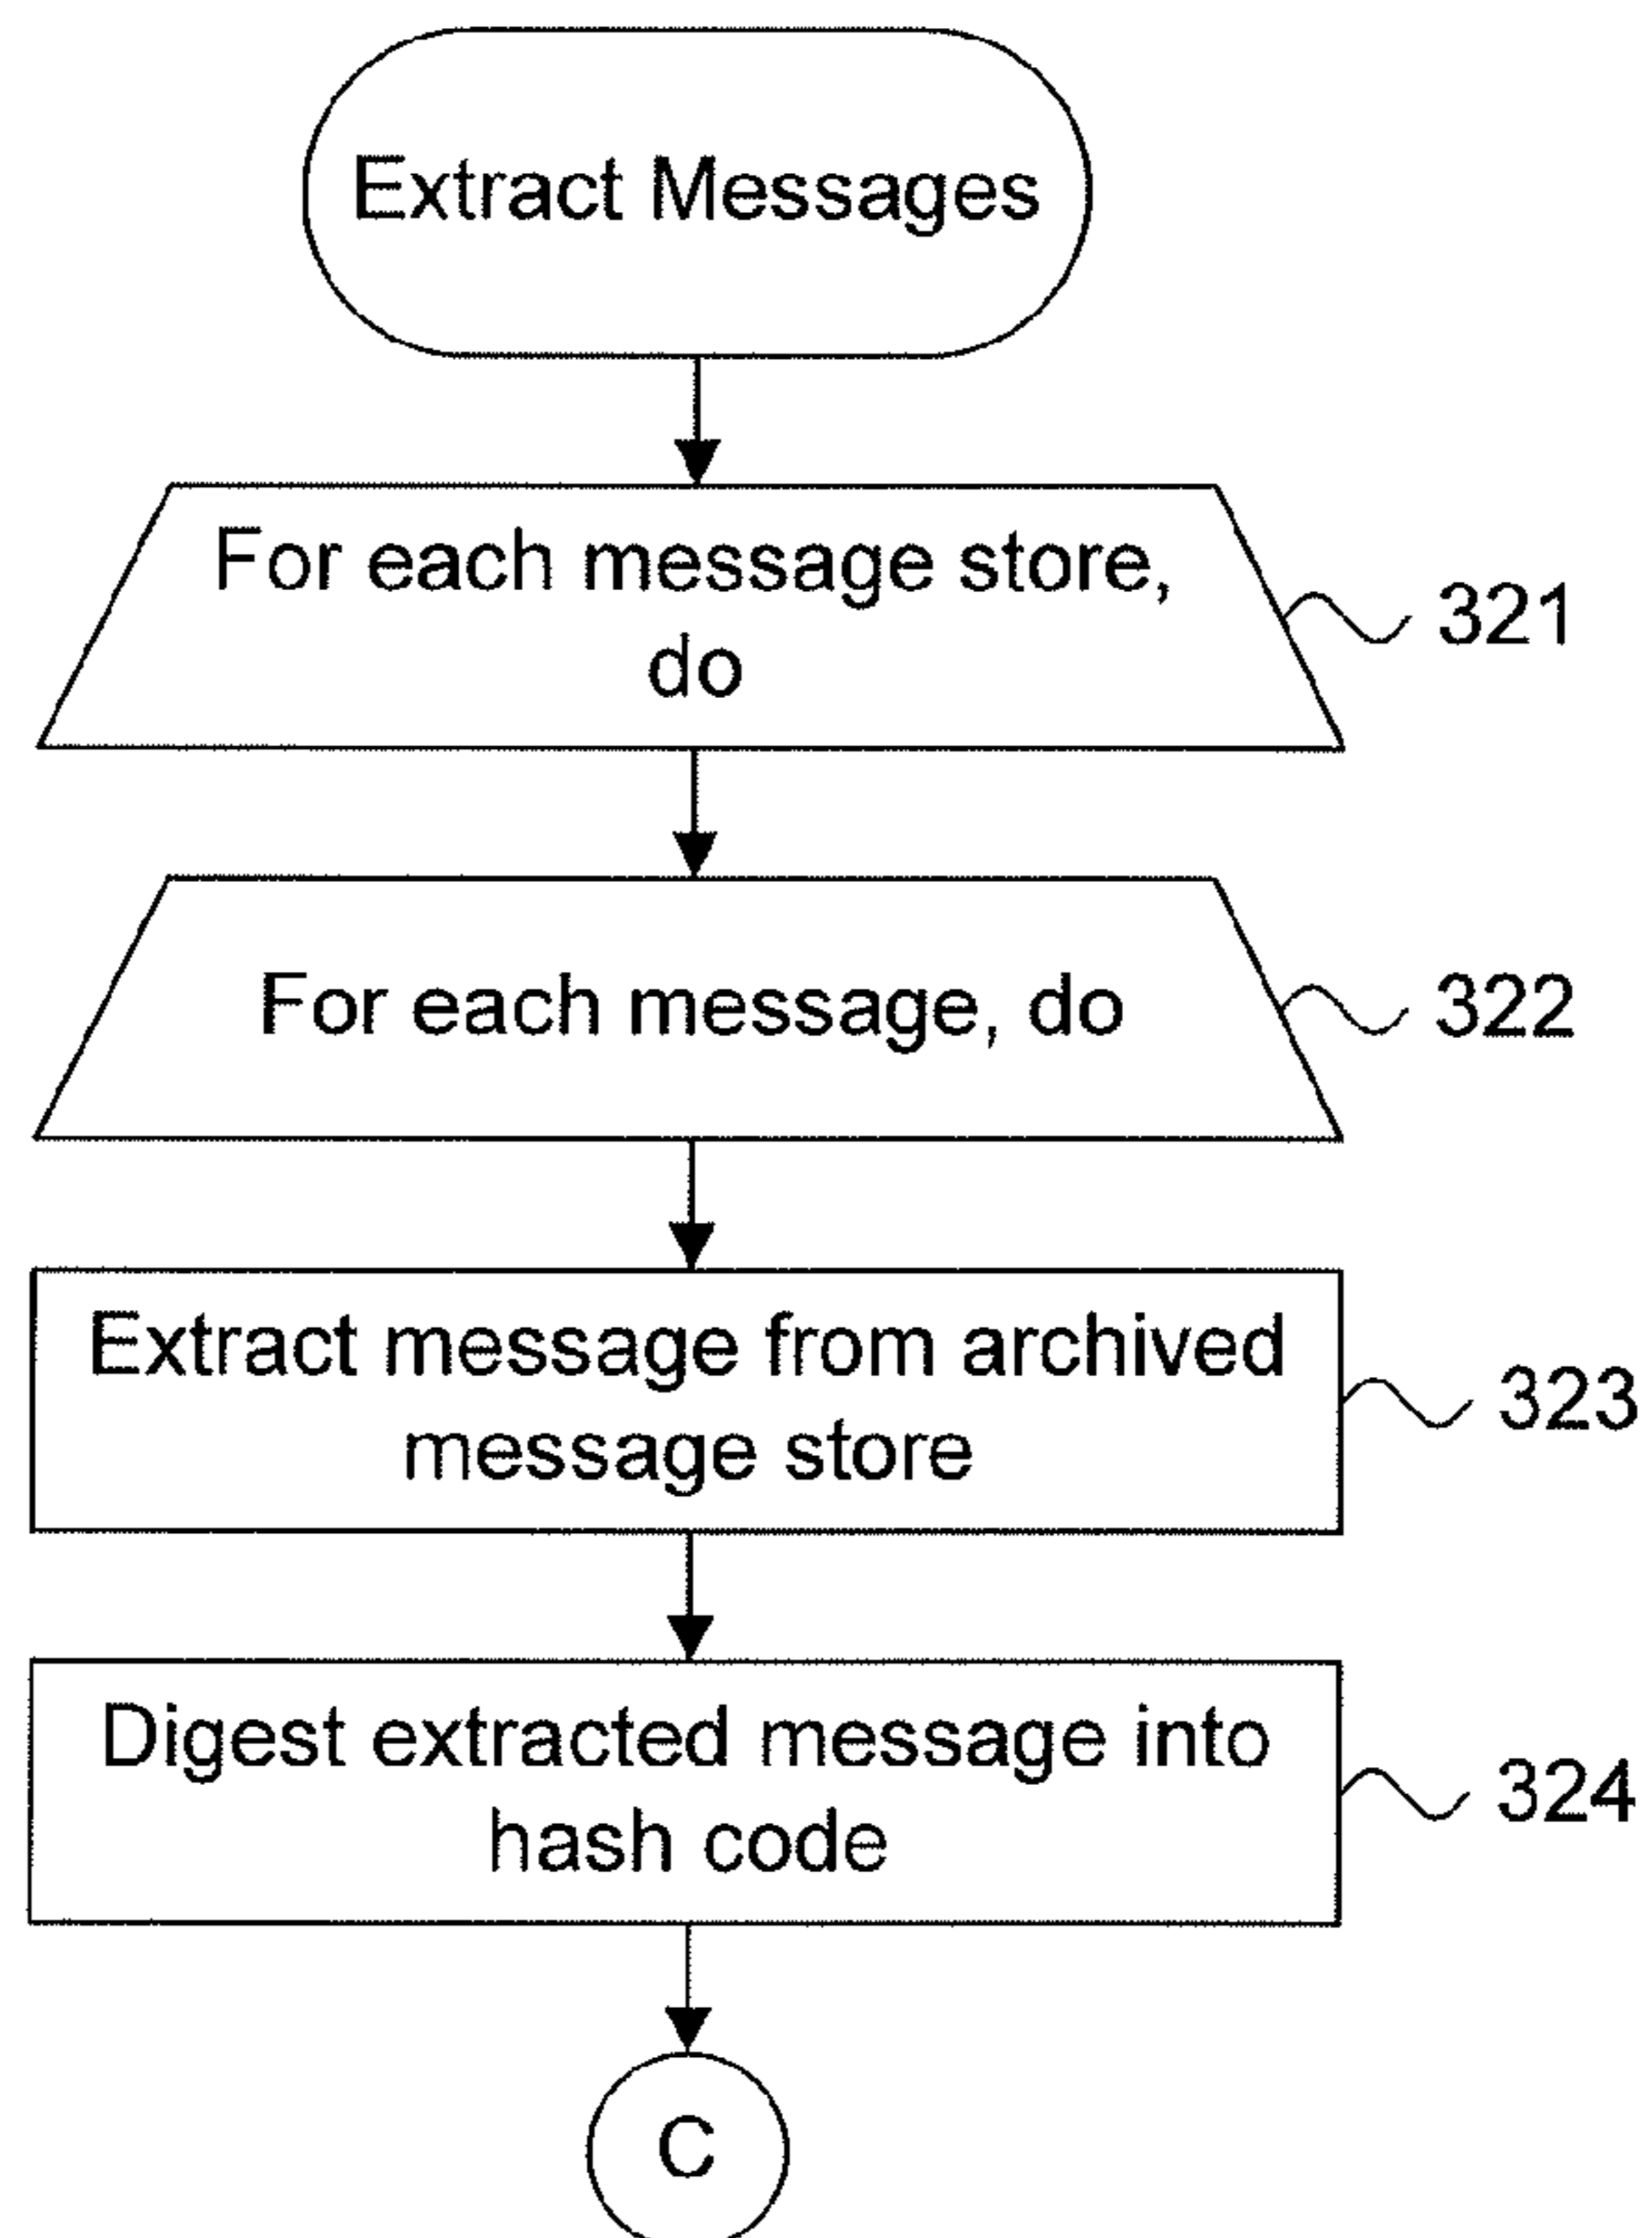 Extract Messages
For each message store,
do
321
For each message, do
322
Extract message from archived
message store
323
Digest extracted message into
hash code
324
C